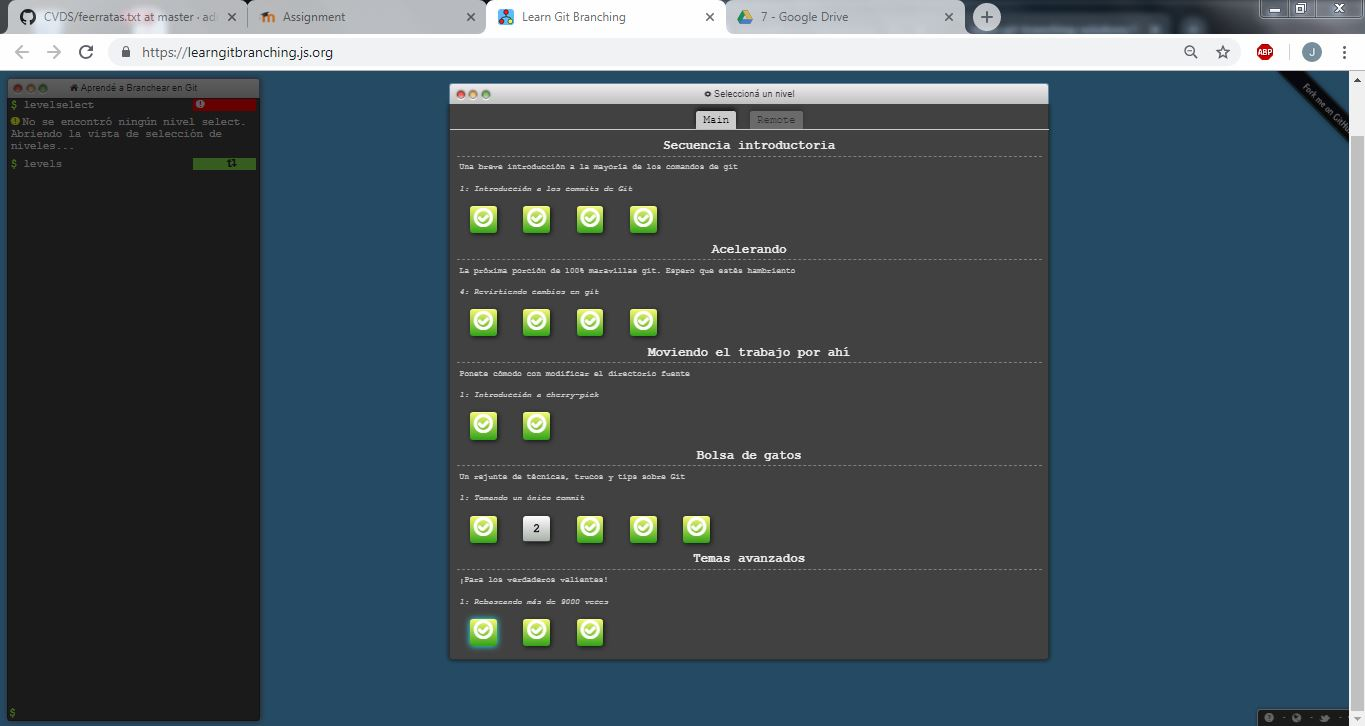 CVDS/feerratas.txt at master · ad
Assignment
Learn Git Branching
7 - Google Drive
https://learngitbranching.js.org
ABP
J
Aprendé a Branchear en Git
$ levelselect
No se encontró ningún nivel select.
Abriendo la vista de selección de
niveles...
$ levels
$
Seleccioná un nivel
Main
Remote
Secuencia introductoria
Una breve introducción a la mayoría de los comandos de git
1: Introducción a los commits de Git
Acelerando
La próxima porción de 100% maravillas git. Espero que estés hambriento
4: Revirtiendo cambios en git
Moviendo el trabajo por ahí
Ponete cómodo con modificar el directorio fuente
1: Introducción a cherry-pick
Bolsa de gatos
Un rejunte de técnicas, trucos y tips sobre Git
1: Tomando un único commit
2
Temas avanzados
¡Para los verdaderos valientes!
1: Rebaseando más de 9000 veces
Fork me on GitHub